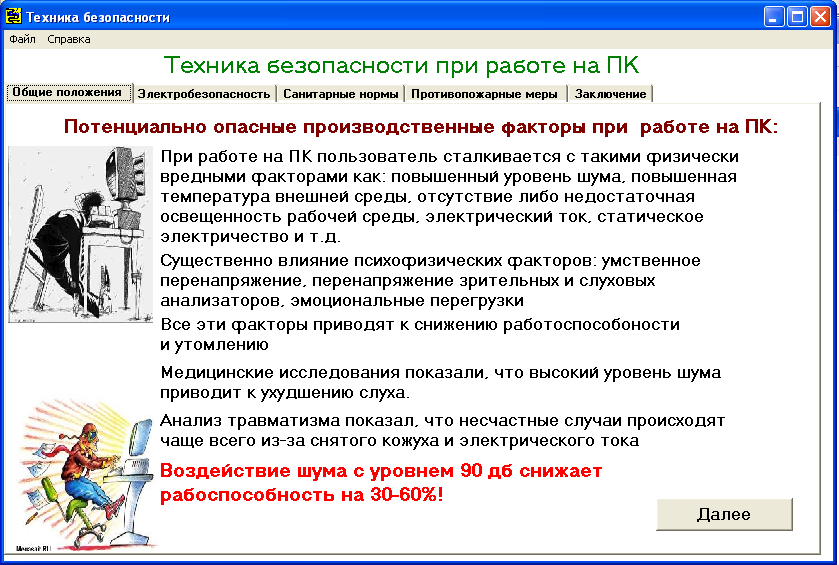 Техника безопасности
Файл Справка
Техника безопасности при работе на ПК
Общие положения Электробезопасность Санитарные нормы Противопожарные меры Заключение
Потенциально опасные производственные факторы при работе на ПК:
При работе на ПК пользователь сталкивается с такими физически
вредными факторами как: повышенный уровень шума, повышенная
температура внешней среды, отсутствие либо недостаточная
освещенность рабочей среды, электрический ток, статическое
электричество и т.д.
Существенно влияние психофизических факторов: умственное
перенапряжение, перенапряжение зрительных и слуховых
анализаторов, эмоциональные перегрузки
Все эти факторы приводят к снижению работоспособоности
и утомлению
Медицинские исследования показали, что высокий уровень шума
приводит к ухудшению слуха.
Анализ травматизма показал, что несчастные случаи происходят
чаще всего из-за снятого кожуха и электрического тока
Воздействие шума с уровнем 90 дб снижает
рабоспособность на 30-60%!
Далее